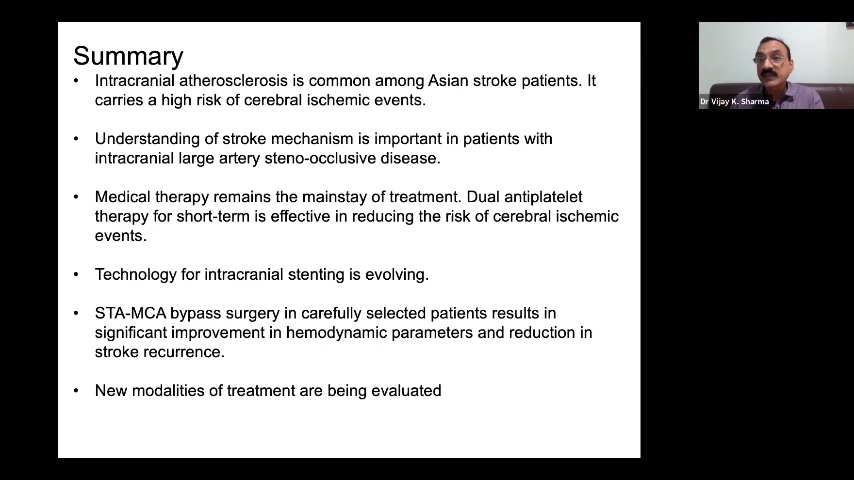 Summary
• Intracranial atherosclerosis is common among Asian stroke patients. It
carries a high risk of cerebral ischemic events.
• Understanding of stroke mechanism is important in patients with
intracranial large artery steno-occlusive disease.
• Medical therapy remains the mainstay of treatment. Dual antiplatelet
therapy for short-term is effective in reducing the risk of cerebral ischemic
events.
• Technology for intracranial stenting is evolving.
• STA-MCA bypass surgery in carefully selected patients results in
significant improvement in hemodynamic parameters and reduction in
stroke recurrence.
• New modalities of treatment are being evaluated
Dr Vijay K. Sharma